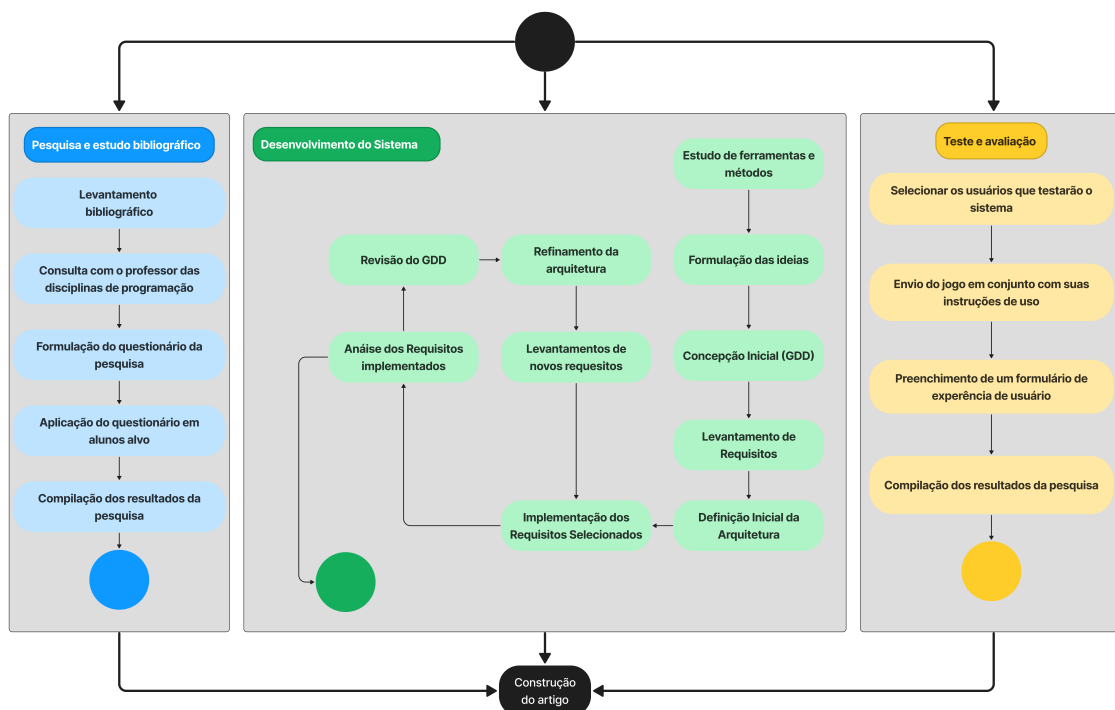 Pesquisa e estudo bibliográfico
Levantamento
bibliográfico
Consulta com o professor das
disciplinas de programação
Formulação do questionário da
pesquisa
Aplicação do questionário em
alunos alvo
Compilação dos resultados da
pesquisa
Desenvolvimento do Sistema
Estudo de ferramentas e
métodos
Formulação das ideias
Concepção Inicial (GDD)
Levantamento de
Requisitos
Definição Inicial da
Arquitetura
Implementação dos
Requisitos Selecionados
Anáise dos Requisitos
implementados
Revisão do GDD
Refinamento da
arquitetura
Levantamentos de
novos requesitos
Teste e avaliação
Selecionar os usuários que testarão o
sistema
Envio do jogo em conjunto com suas
instruções de uso
Preenchimento de um formulário de
experência de usuário
Compilação dos resultados da pesquisa
Construção
do artigo